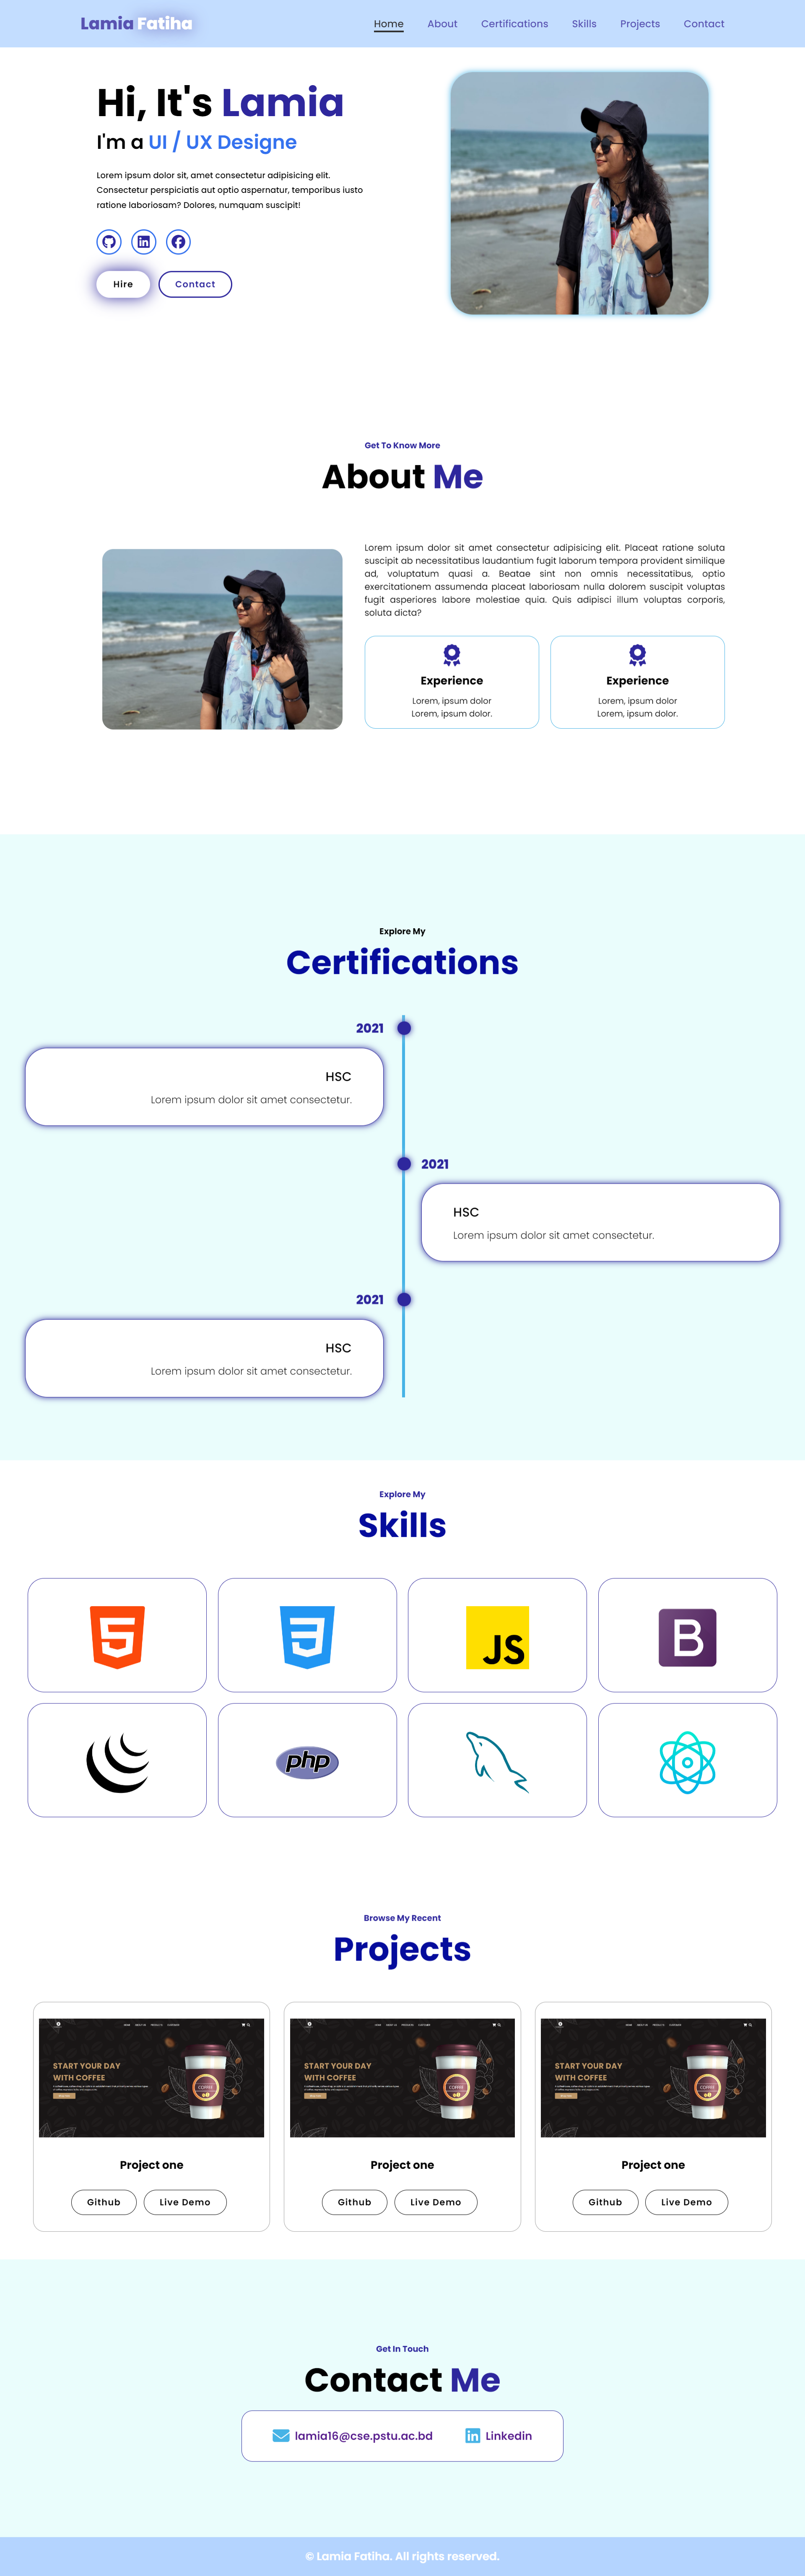 Lamia Fatiha
Home About Certifications Skills Projects Contact
Hi, It's Lamia
I'm a UI / UX Designe
Lorem ipsum dolor sit, amet consectetur adipisicing elit.
Consectetur perspiciatis aut optio aspernatur, temporibus iusto
ratione laboriosam? Dolores, numquam suscipit!
Hire Contact
Get To Know More
About Me
Lorem ipsum dolor sit amet consectetur adipisicing elit. Placeat ratione soluta
suscipit ab necessitatibus laudantium fugit laborum tempora provident similique
ad, voluptatum quasi a. Beatae sint non omnis necessitatibus, optio
exercitationem assumenda placeat laboriosam nulla dolorem suscipit voluptas
fugit asperiores labore molestiae quia. Quis adipisci illum voluptas corporis,
soluta dicta?
Experience
Lorem, ipsum dolor
Lorem, ipsum dolor.
Experience
Lorem, ipsum dolor
Lorem, ipsum dolor.
Explore My
Certifications
2021
HSC
Lorem ipsum dolor sit amet consectetur.
2021
HSC
Lorem ipsum dolor sit amet consectetur.
2021
HSC
Lorem ipsum dolor sit amet consectetur.
Explore My
Skills
5
3
JS
B
php
Browse My Recent
Projects
START YOUR DAY
WITH COFFEE
COFFEE
Project one
Github Live Demo
START YOUR DAY
WITH COFFEE
COFFEE
Project one
Github Live Demo
START YOUR DAY
WITH COFFEE
COFFEE
Project one
Github Live Demo
Get In Touch
Contact Me
lamia16@cse.pstu.ac.bd Linkedin
© Lamia Fatiha. All rights reserved.